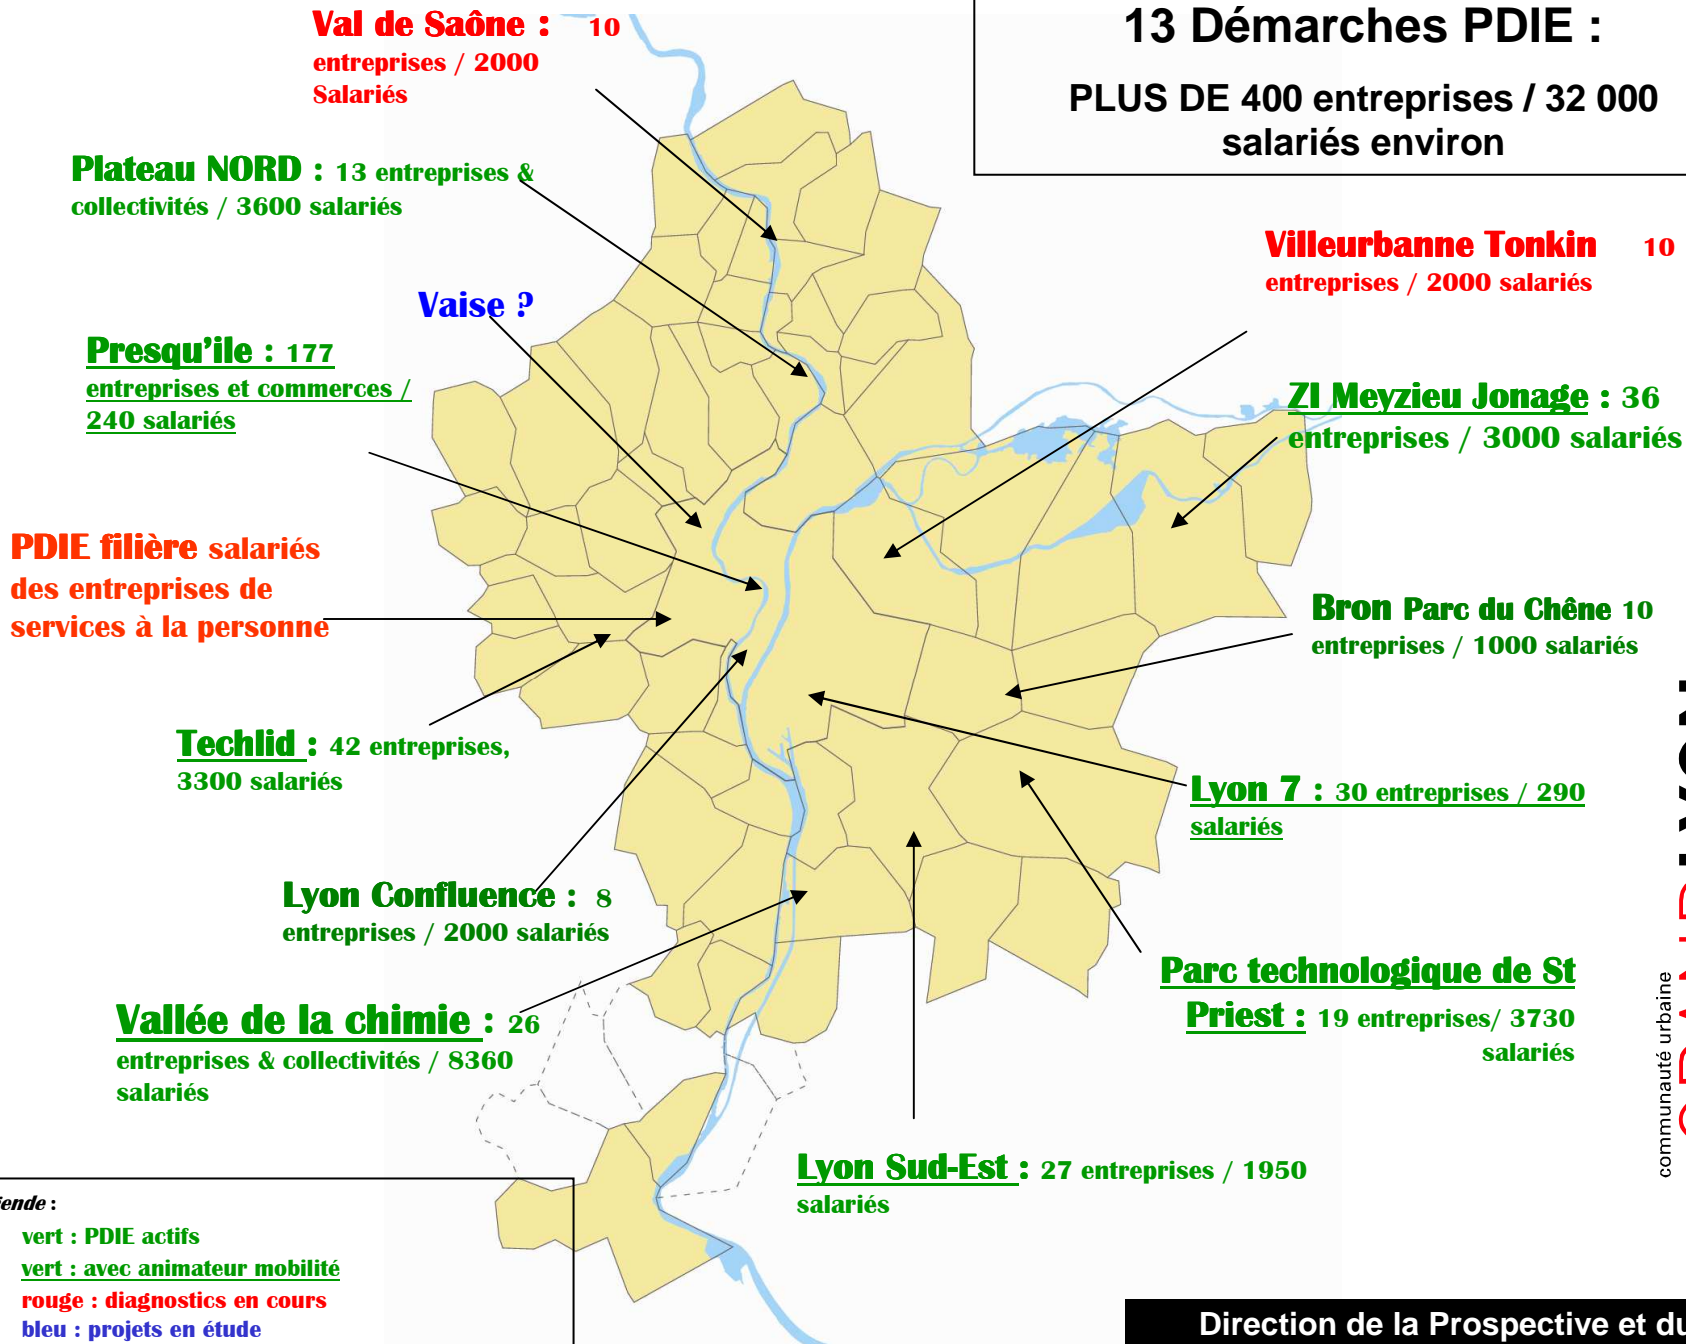 13 Démarches PDIE :
PLUS DE 400 entreprises / 32 000
salariés environ
Val de Saône : 10
entreprises / 2000
Salariés
Plateau NORD : 13 entreprises &
collectivités / 3600 salariés
Villeurbanne Tonkin 10
entreprises / 2000 salariés
Vaise ?
Presqu'ile : 177
entreprises et commerces /
240 salariés
ZI Meyzieu Jonage : 36
entreprises / 3000 salariés
PDIE filière salariés
des entreprises de
services à la personne
Bron Parc du Chêne 10
entreprises / 1000 salariés
Techlid : 42 entreprises,
3300 salariés
Lyon 7 : 30 entreprises / 290
salariés
Lyon Confluence : 8
entreprises / 2000 salariés
Parc technologique de St
Priest : 19 entreprises/ 3730
salariés
Vallée de la chimie : 26
entreprises & collectivités / 8360
salariés
Lyon Sud-Est : 27 entreprises / 1950
salariés
communauté urbaine
vert : PDIE actifs
vert : avec animateur mobilité
rouge : diagnostics en cours
bleu : projets en étude
Direction de la Prospective et du